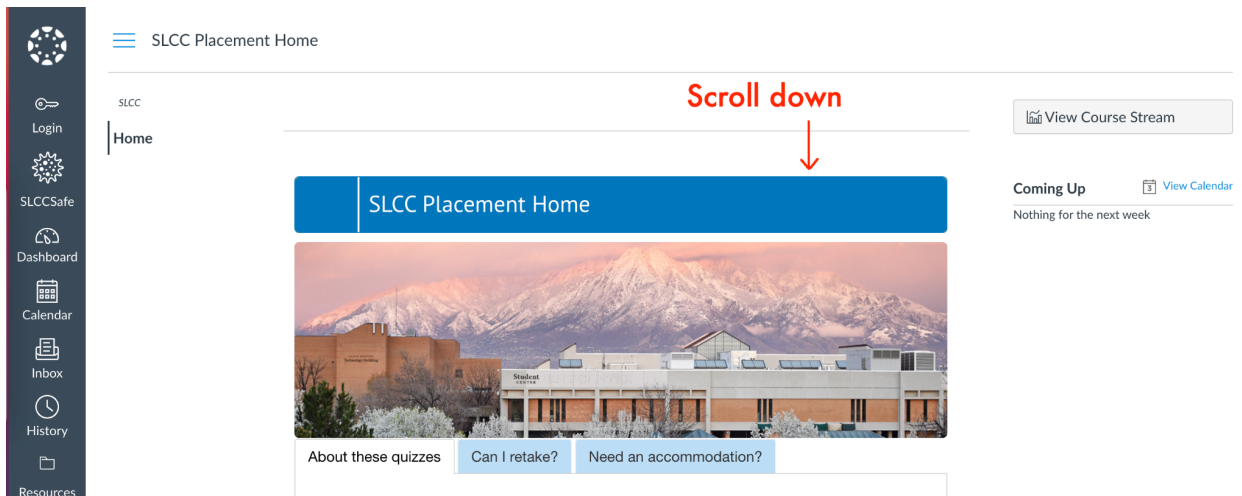 SLCC Placement Home
Login
SLCCSafe
Dashboard
Calendar
Inbox
History
Resources
SLCC
Home
Scroll down
SLCC Placement Home
Student
CENTER
About these quizzes
Can I retake?
Need an accommodation?
View Course Stream
Coming Up
3
View Calendar
Nothing for the next week